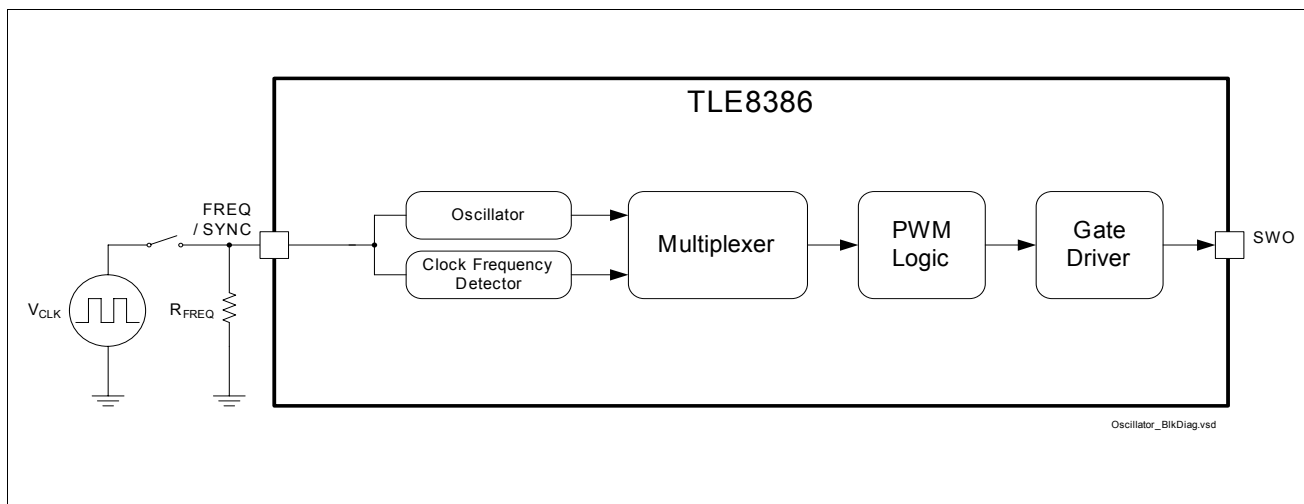 TLE8386
FREQ
/ SYNC
Oscillator
Clock Frequency
Detector
Multiplexer
PWM
Logic
Gate
Driver
SWO
VCLK
RFREQ
Oscillator_BlkDiag.vsd